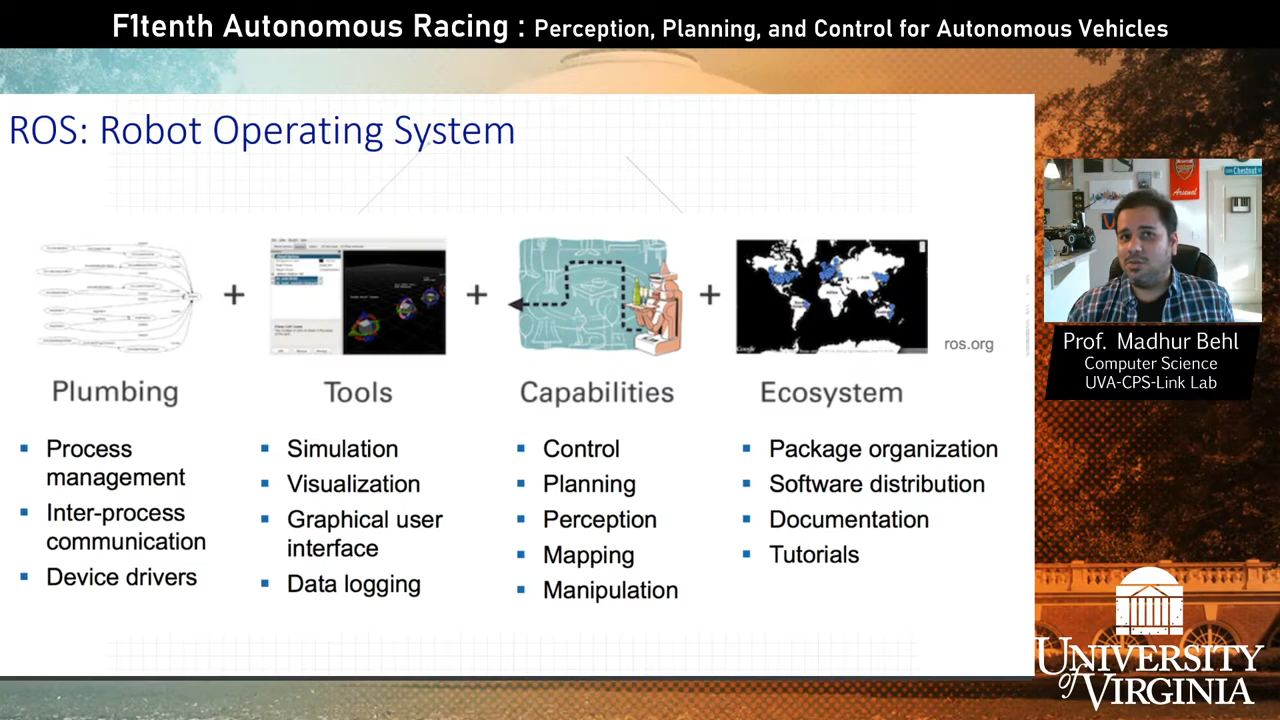 F1tenth Autonomous Racing : Perception, Planning, and Control for Autonomous Vehicles
ROS: Robot Operating System
ros.org
Plumbing
Tools
Capabilities
Ecosystem
Process
management
Inter-process
communication
Device drivers
Simulation
Visualization
Graphical user
interface
Data logging
Control
Planning
Perception
Mapping
Manipulation
Package organization
Software distribution
Documentation
Tutorials
Arsenal
Chestnut
Prof. Madhur Behl
Computer Science
UVA-CPS-Link Lab
UNIVERSITY
of VIRGINIA